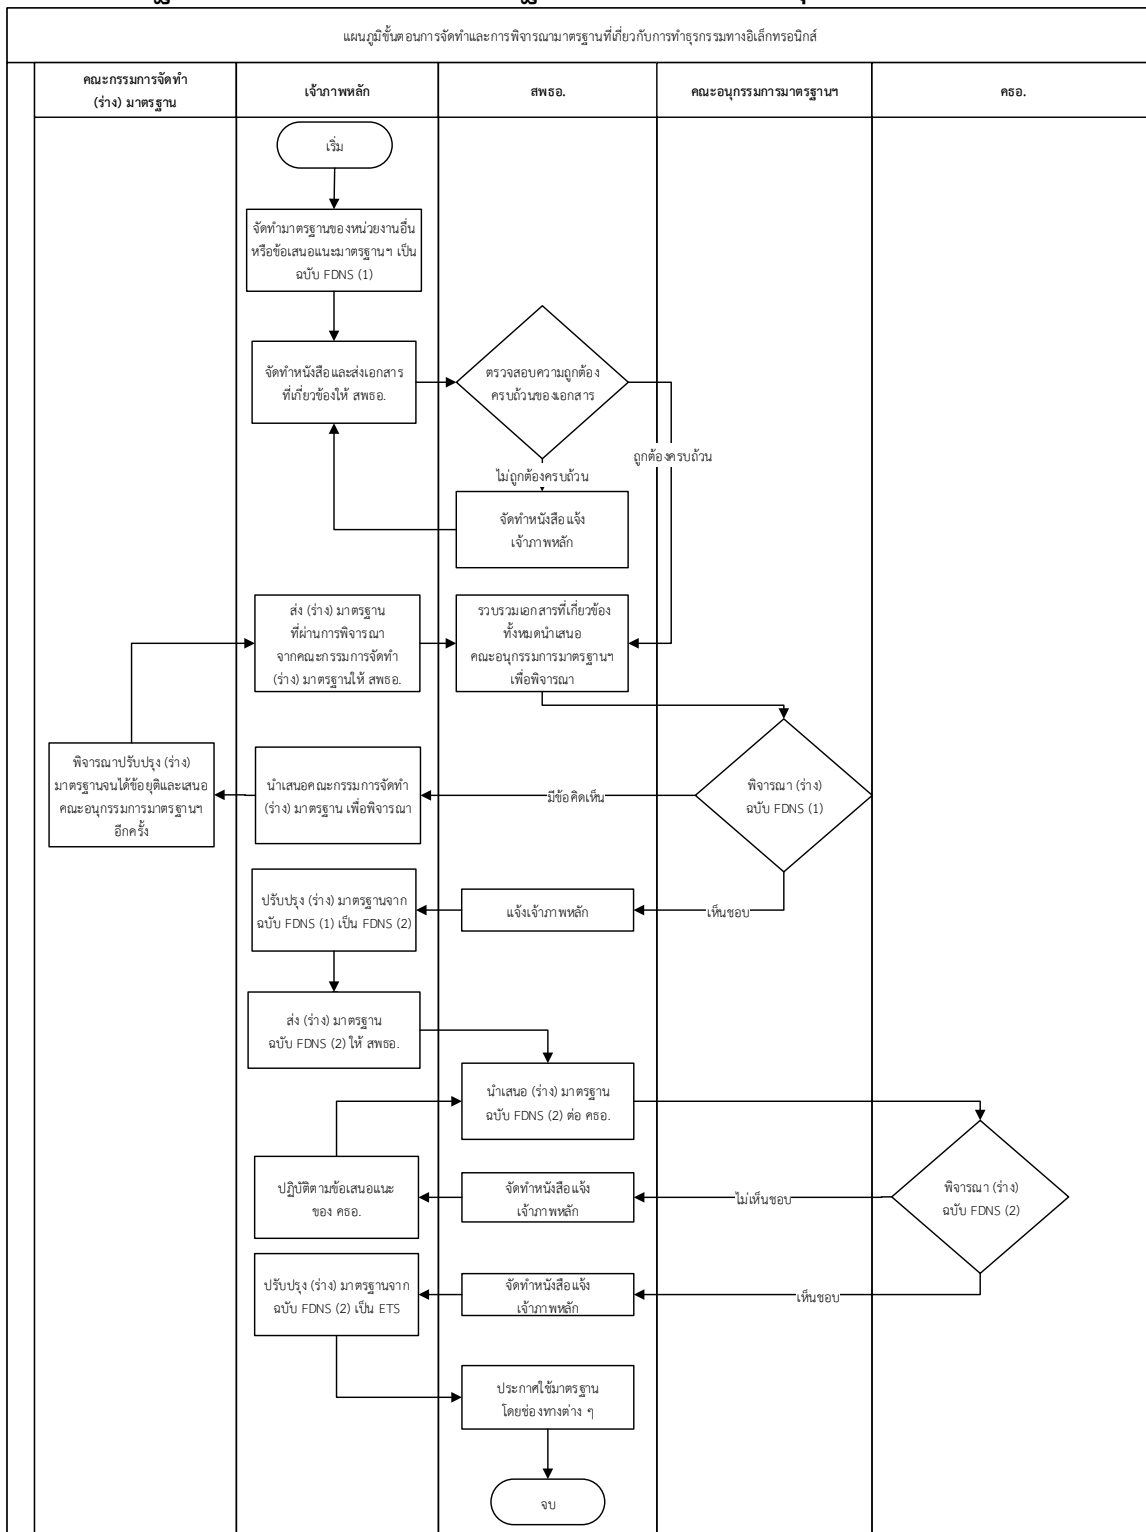 แผนภูมิขั้นตอนการจัดทำและการพิจารณามาตรฐานที่เกี่ยวกับการทำธุรกรรมทางอิเล็กทรอนิกส์
คณะกรรมการจัดทำ
(ร่าง) มาตรฐาน
เจ้าภาพหลัก
สพธอ.
คณะอนุกรรมการมาตรฐานฯ
คธอ.
เริ่ม
จัดทำมาตรฐานของหน่วยงานอื่น
หรือข้อเสนอแนะมาตรฐานฯ เป็น
ฉบับ FDNS (1)
จัดทำหนังสือและส่งเอกสาร
ที่เกี่ยวข้องให้ สพธอ.
ตรวจสอบความถูกต้อง
ครบถ้วนของเอกสาร
ถูกต้องครบถ้วน
ไม่ถูกต้องครบถ้วน
จัดทำหนังสือแจ้ง
เจ้าภาพหลัก
ส่ง (ร่าง) มาตรฐาน
ที่ผ่านการพิจารณา
จากคณะกรรมการจัดทำ
(ร่าง) มาตรฐานให้ สพธอ.
รวบรวมเอกสารที่เกี่ยวข้อง
ทั้งหมดนำเสนอ
คณะอนุกรรมการมาตรฐานฯ
เพื่อพิจารณา
พิจารณาปรับปรุง (ร่าง)
มาตรฐานจนได้ข้อยุติและเสนอ
คณะอนุกรรมการมาตรฐานฯ
อีกครั้ง
นำเสนอคณะกรรมการจัดทำ
(ร่าง) มาตรฐาน เพื่อพิจารณา
มีข้อคิดเห็น
พิจารณา (ร่าง)
ฉบับ FDNS (1)
ปรับปรุง (ร่าง) มาตรฐานจาก
ฉบับ FDNS (1) เป็น FDNS (2)
แจ้งเจ้าภาพหลัก
เห็นชอบ
ส่ง (ร่าง) มาตรฐาน
ฉบับ FDNS (2) ให้ สพธอ.
นำเสนอ (ร่าง) มาตรฐาน
ฉบับ FDNS (2) ต่อ คธอ.
ปฏิบัติตามข้อเสนอแนะ
ของ คธอ.
จัดทำหนังสือแจ้ง
เจ้าภาพหลัก
ไม่เห็นชอบ
พิจารณา (ร่าง)
ฉบับ FDNS (2)
ปรับปรุง (ร่าง) มาตรฐานจาก
ฉบับ FDNS (2) เป็น ETS
จัดทำหนังสือแจ้ง
เจ้าภาพหลัก
เห็นชอบ
ประกาศใช้มาตรฐาน
โดยช่องทางต่าง ๆ
จบ